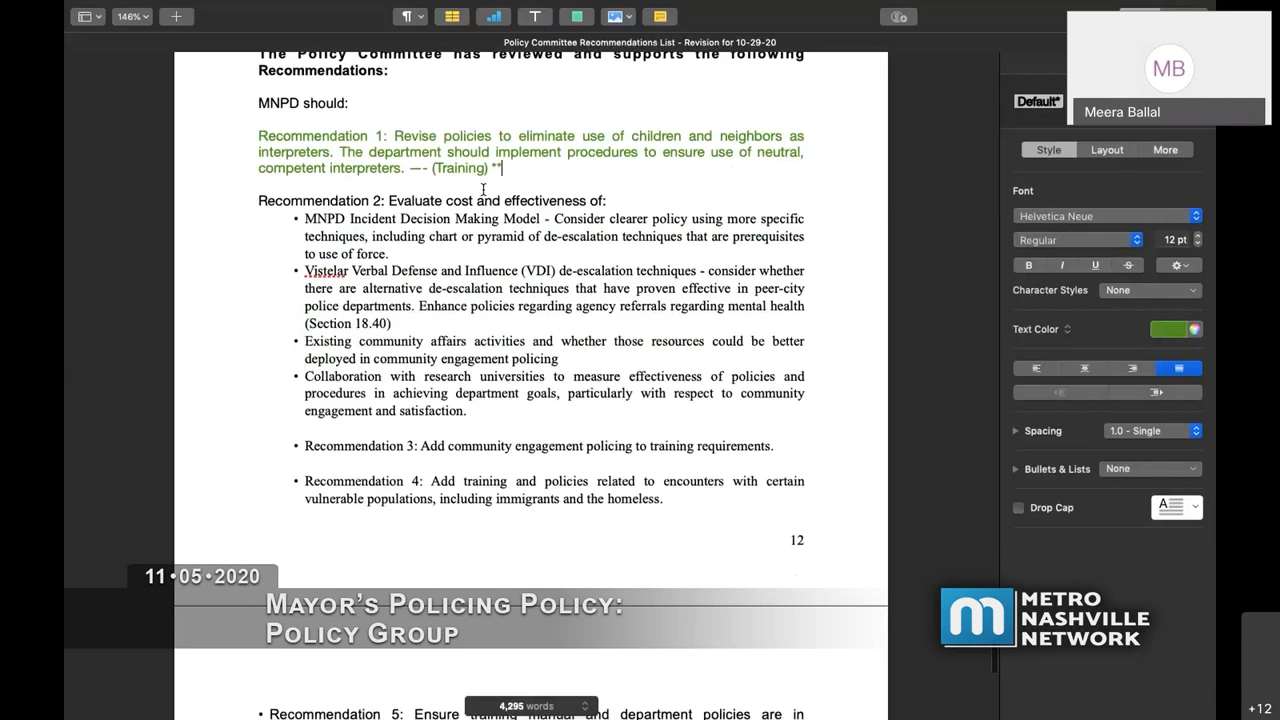 146%
Policy Committee Recommendations List - Revision for 10-29-20
MB
Meera Ballal
The Policy Committee has reviewed and supports the following
Recommendations:
MNPD should:
Recommendation 1: Revise policies to eliminate use of children and neighbors as
interpreters. The department should implement procedures to ensure use of neutral,
competent interpreters. —- (Training) **
Recommendation 2: Evaluate cost and effectiveness of:
• MNPD Incident Decision Making Model - Consider clearer policy using more specific
techniques, including chart or pyramid of de-escalation techniques that are prerequisites
to use of force.
• Vistelar Verbal Defense and Influence (VDI) de-escalation techniques - consider whether
there are alternative de-escalation techniques that have proven effective in peer-city
police departments. Enhance policies regarding agency referrals regarding mental health
(Section 18.40)
• Existing community affairs activities and whether those resources could be better
deployed in community engagement policing
• Collaboration with research universities to measure effectiveness of policies and
procedures in achieving department goals, particularly with respect to community
engagement and satisfaction.
• Recommendation 3: Add community engagement policing to training requirements.
• Recommendation 4: Add training and policies related to encounters with certain
vulnerable populations, including immigrants and the homeless.
12
• Recommendation 5: Ensure training manual and department policies are in
4,295 words
Default*
Style
Layout
More
Font
Helvetica Neue
Regular
12 pt
B I U S
Character Styles
None
Text Color
Spacing
1.0 - Single
Bullets & Lists
None
Drop Cap
A
11•05•2020
MAYOR'S POLICING POLICY:
POLICY GROUP
m
METRO
NASHVILLE
NETWORK
+12